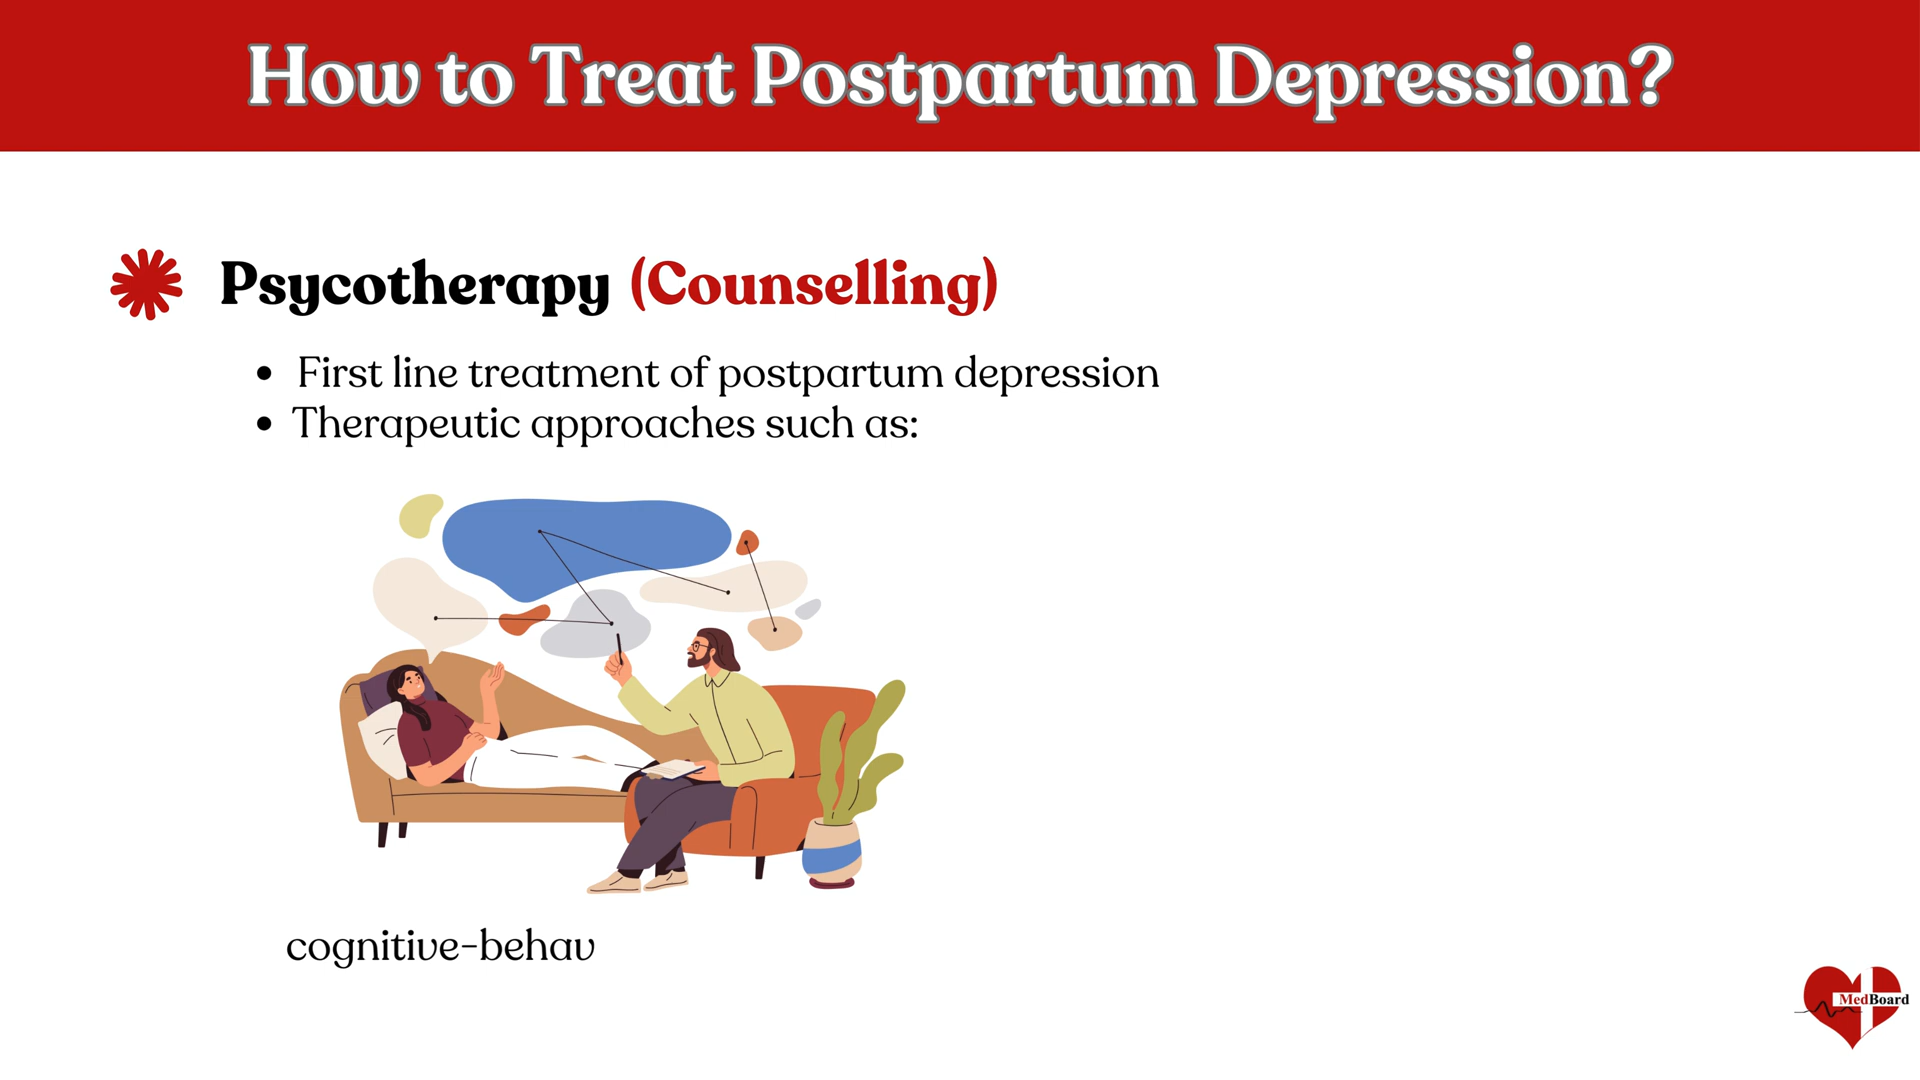 How to Treat Postpartum Depression?
Psycotherapy (Counselling)
• First line treatment of postpartum depression
• Therapeutic approaches such as:
cognitive-behav
MedBoard